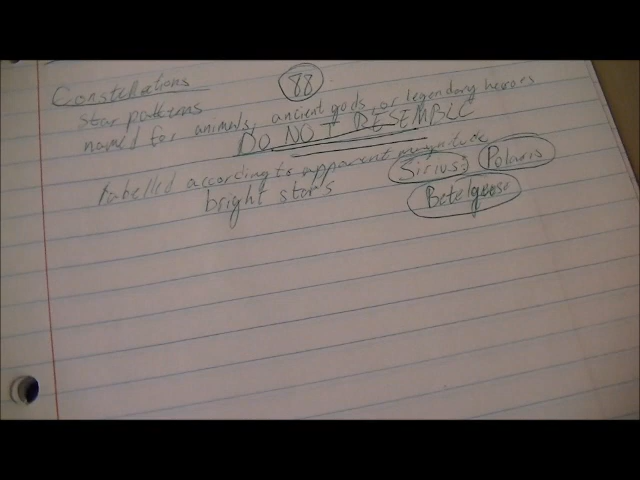 Constellations
88
star patterns
named for animals, ancient gods, or legendary heroes
DO NOT RESEMBLE
Labelled according to apparent magnitude
bright stars
Sirius
Polaris
Betelgeuse